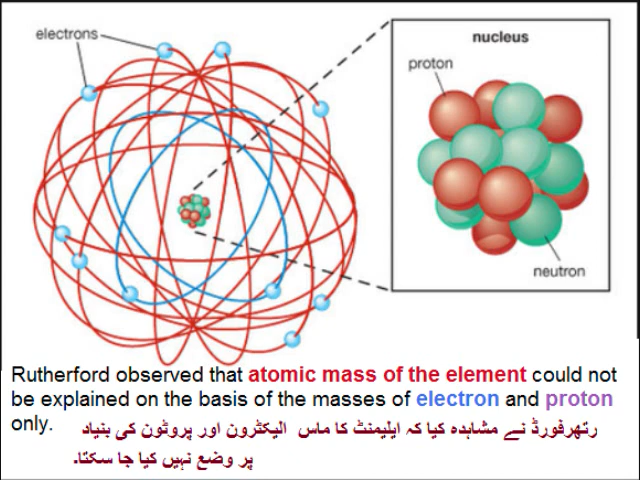 electrons
nucleus
proton
neutron
Rutherford observed that atomic mass of the element could not
be explained on the basis of the masses of electron and proton
only.
رتھرفورڈ نے مشاہدہ کیا کہ ایلیمنٹ کا ماس الیکٹرون اور پروٹون کی بنیاد
پر وضع نہیں کیا جا سکتا۔